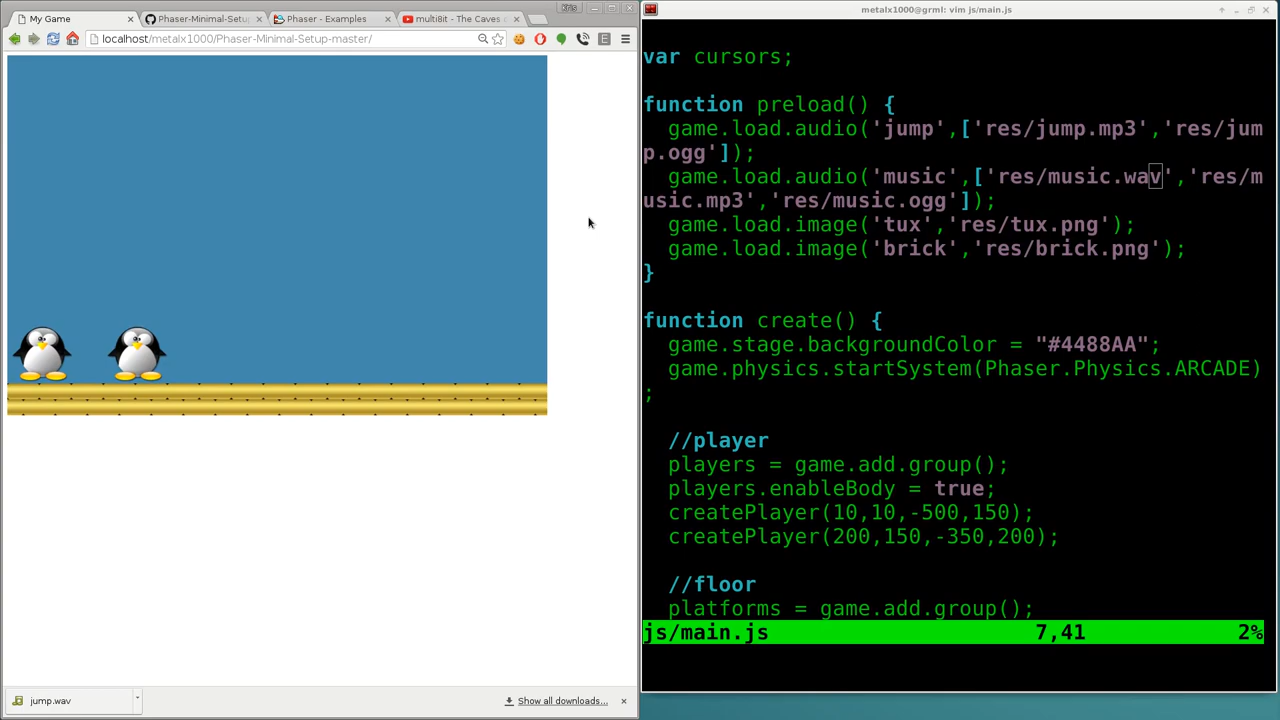 My Game
Phaser-Minimal-Setu
Phaser - Examples
multi8it - The Caves
Kris
localhost/metalx1000/Phaser-Minimal-Setup-master/
jump.wav
Show all downloads...
metalx1000@grml: vim js/main.js
var cursors;
function preload() {
game.load.audio('jump',['res/jump.mp3','res/jum
p.ogg']);
game.load.audio('music',['res/music.wav','res/m
usic.mp3','res/music.ogg']);
game.load.image('tux','res/tux.png');
game.load.image('brick','res/brick.png');
}
function create() {
game.stage.backgroundColor = "#4488AA";
game.physics.startSystem(Phaser.Physics.ARCADE)
;
//player
players = game.add.group();
players.enableBody = true;
createPlayer(10,10,-500,150);
createPlayer(200,150,-350,200);
//floor
platforms = game.add.group();
js/main.js 7,41 2%